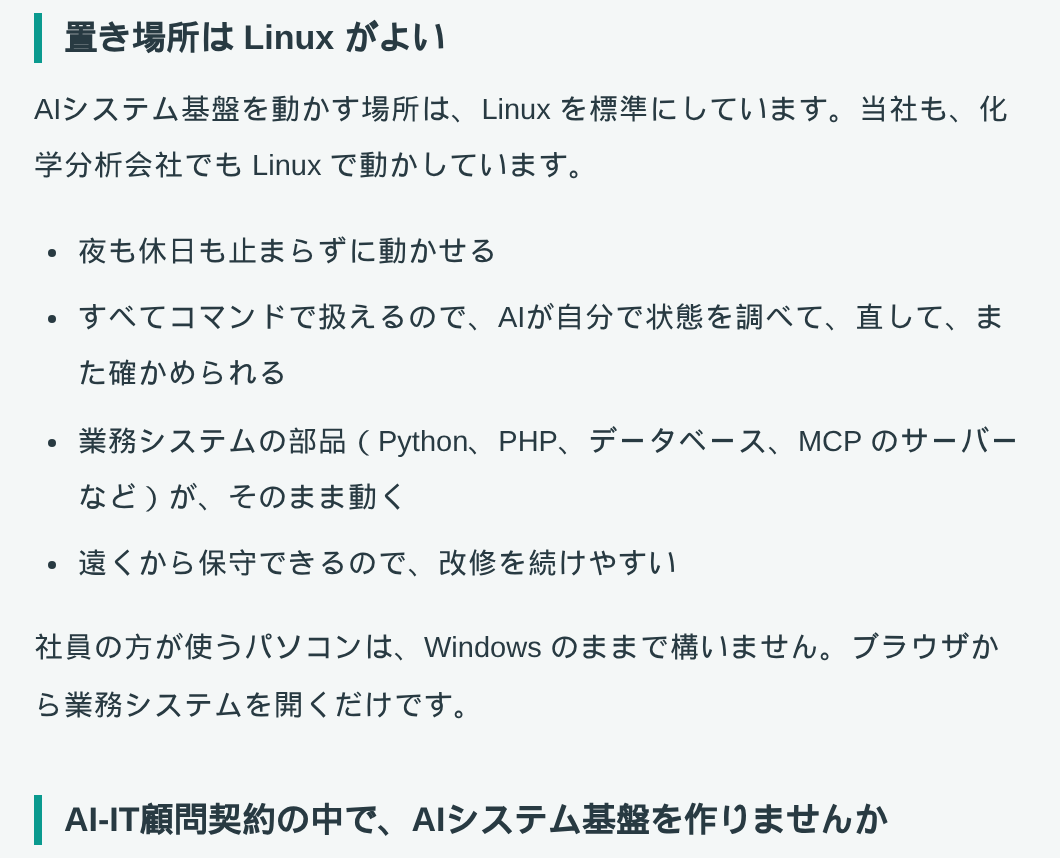 置き場所は Linux がよい
AIシステム基盤を動かす場所は、Linux を標準にしています。当社も、化
学分析会社でも Linux で動かしています。
• 夜も休日も止まらずに動かせる
• すべてコマンドで扱えるので、AIが自分で状態を調べて、直して、ま
た確かめられる
• 業務システムの部品（Python、PHP、データベース、MCP のサーバー
など）が、そのまま動く
• 遠くから保守できるので、改修を続けやすい
社員の方が使うパソコンは、Windows のままで構いません。ブラウザか
ら業務システムを開くだけです。
AI-IT顧問契約の中で、AIシステム基盤を作りませんか